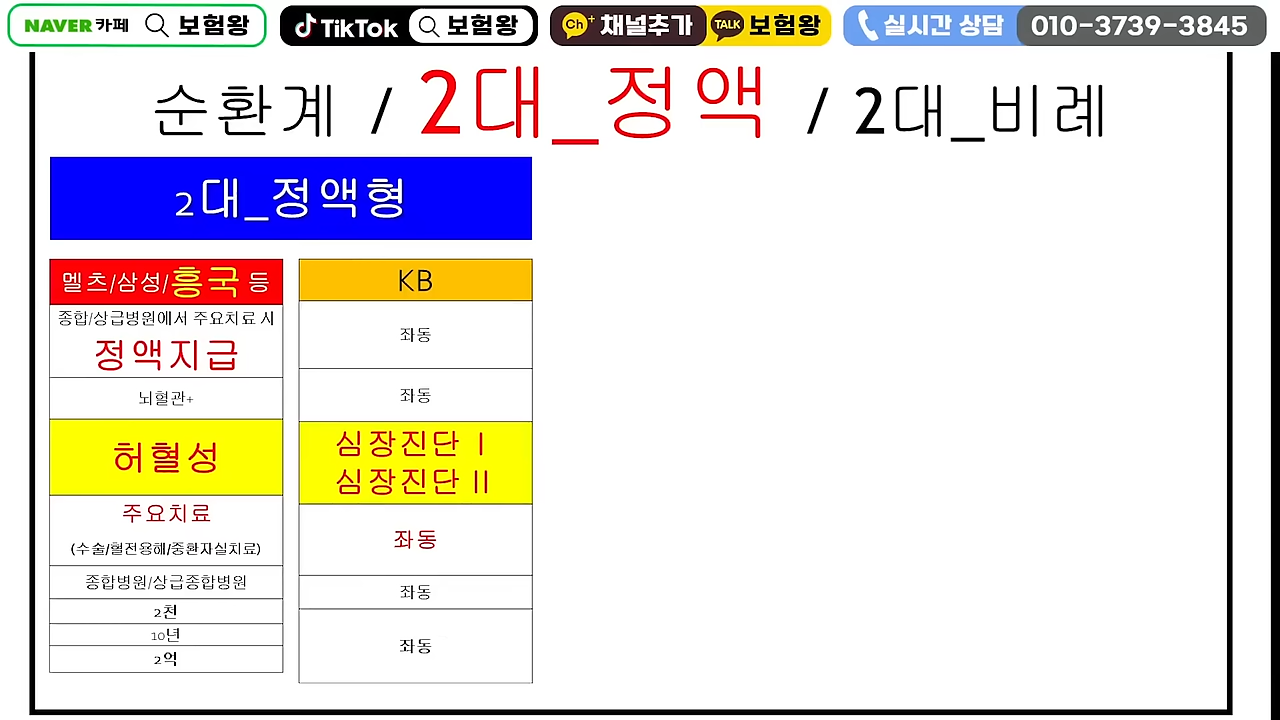 NAVER 카페 보험왕 TikTok 보험왕 Ch+ 채널추가 TALK 보험왕 실시간 상담 010-3739-3845
순환계 / 2대_정액 / 2대_비례
2대_정액형
멜츠/삼성/흥국 등
종합/상급병원에서 주요치료 시
정액지급
뇌혈관+
허혈성
주요치료
(수술/혈전용해/중환자실치료)
종합병원/상급종합병원
2천
10년
2억
KB
좌동
좌동
심장진단 Ⅰ
심장진단 Ⅱ
좌동
좌동
좌동